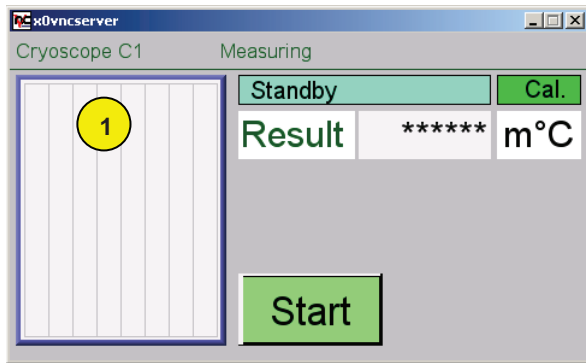 x0vncserver
Cryoscope C1 Measuring
1
Standby Cal.
Result ****** m°C
Start